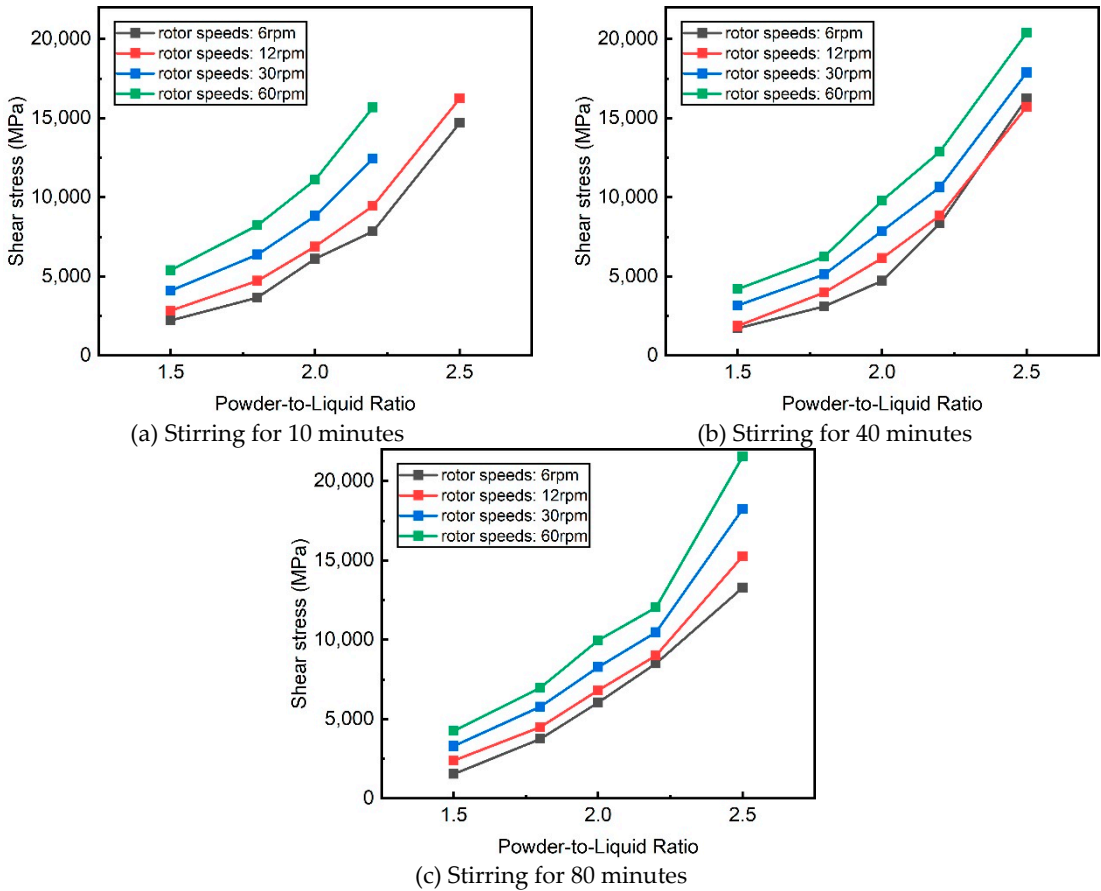 20,000
15,000
10,000
5,000
0
Shear stress (MPa)
rotor speeds: 6rpm
rotor speeds: 12rpm
rotor speeds: 30rpm
rotor speeds: 60rpm
1.5 2.0 2.5
Powder-to-Liquid Ratio
(a) Stirring for 10 minutes
20,000
15,000
10,000
5,000
0
Shear stress (MPa)
rotor speeds: 6rpm
rotor speeds: 12rpm
rotor speeds: 30rpm
rotor speeds: 60rpm
1.5 2.0 2.5
Powder-to-Liquid Ratio
(b) Stirring for 40 minutes
20,000
15,000
10,000
5,000
0
Shear stress (MPa)
rotor speeds: 6rpm
rotor speeds: 12rpm
rotor speeds: 30rpm
rotor speeds: 60rpm
1.5 2.0 2.5
Powder-to-Liquid Ratio
(c) Stirring for 80 minutes